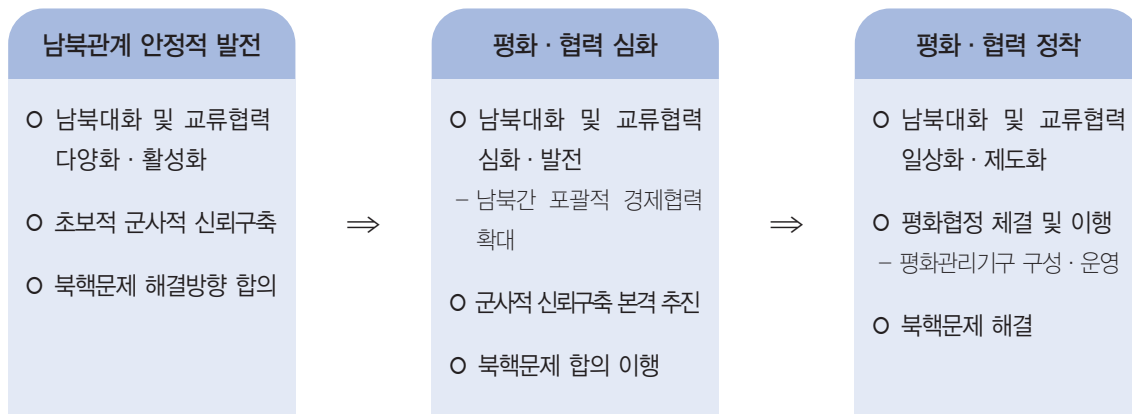 남북관계 안정적 발전
ㅇ 남북대화 및 교류협력
다양화 · 활성화
ㅇ 초보적 군사적 신뢰구축
ㅇ 북핵문제 해결방향 합의
⇒
평화 · 협력 심화
ㅇ 남북대화 및 교류협력
심화 · 발전
– 남북간 포괄적 경제협력
확대
ㅇ 군사적 신뢰구축 본격 추진
ㅇ 북핵문제 합의 이행
⇒
평화 · 협력 정착
ㅇ 남북대화 및 교류협력
일상화 · 제도화
ㅇ 평화협정 체결 및 이행
– 평화관리기구 구성 · 운영
ㅇ 북핵문제 해결